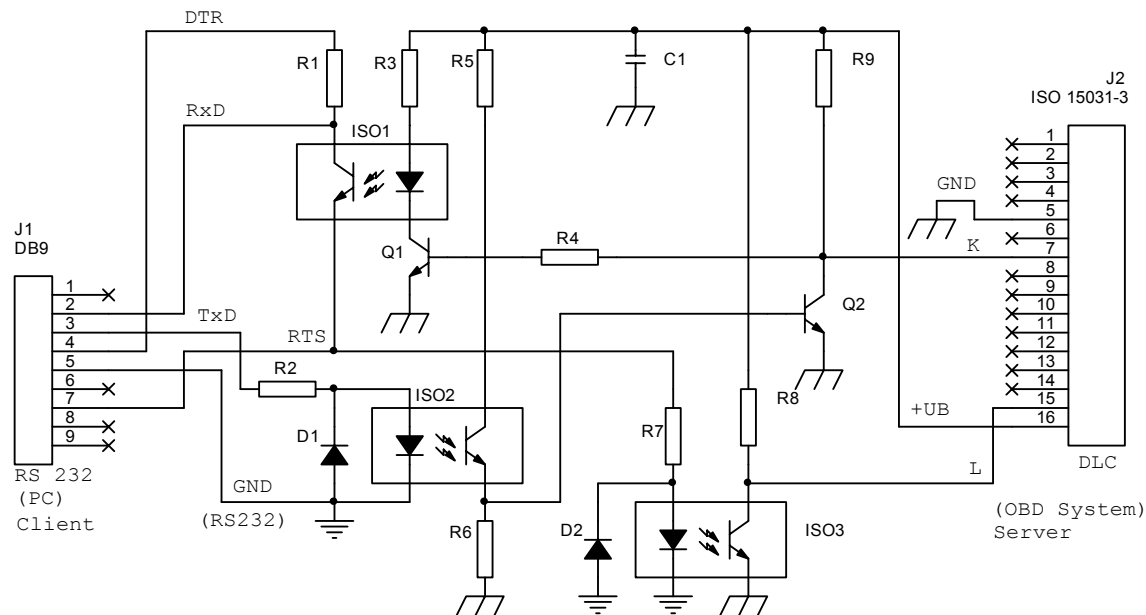 DTR
R1
R3
R5
C1
R9
J2
ISO 15031-3
RxD
ISO1
1
2
3
4
5
6
7
8
9
10
11
12
13
14
15
16
GND
K
Q1
R4
Q2
J1
DB9
1
2
3
4
5
6
7
8
9
TxD
RTS
R2
ISO2
D1
R7
R8
+UB
L
DLC
RS 232
(PC)
Client
GND
(RS232)
R6
D2
ISO3
(OBD System)
Server